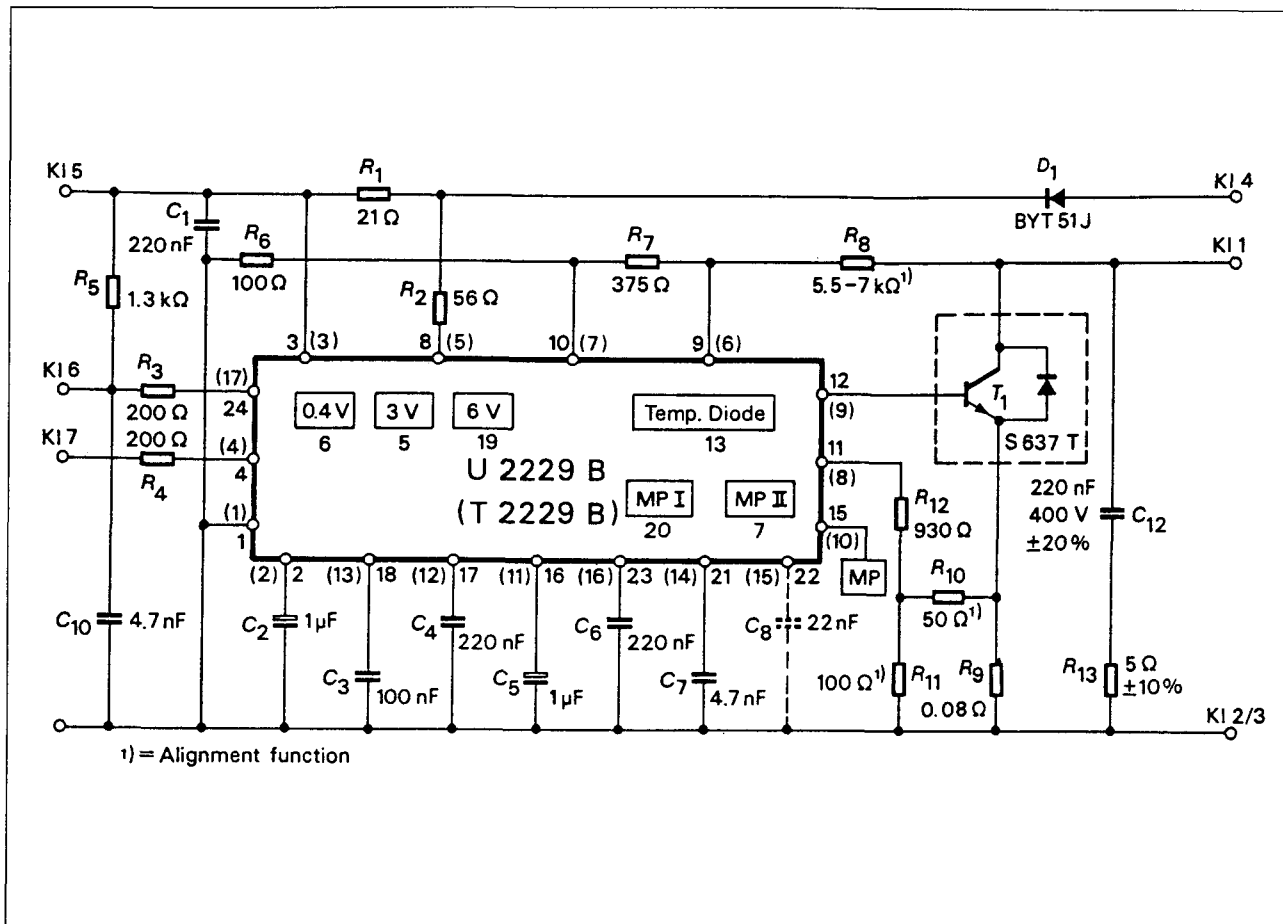 Kl 5
R1
21 Ω
D1
BYT 51 J
Kl 4
C1
220 nF
R6
100 Ω
R7
375 Ω
R8
5.5–7 kΩ 1)
Kl 1
R5
1.3 kΩ
R2
56 Ω
3 (3)
8 (5)
10 (7)
9 (6)
Kl 6
R3
200 Ω
(17)
24
0.4 V
6
3 V
5
6 V
19
Temp. Diode
13
12
(9)
T1
S 637 T
Kl 7
200 Ω
R4
(4)
4
U 2229 B
(T 2229 B)
MP I
20
MP II
7
11
(8)
R12
930 Ω
220 nF
400 V
±20%
C12
(1)
1
15
(10)
MP
(2) 2
(13) 18
(12) 17
(11) 16
(16) 23
(14) 21
(15) 22
R10
50 Ω 1)
C10
4.7 nF
C2
1 µF
C3
100 nF
C4
220 nF
C5
1 µF
C6
220 nF
C7
4.7 nF
C8
22 nF
100 Ω 1)
R11
R9
0.08 Ω
R13
5 Ω
±10%
Kl 2/3
1) = Alignment function